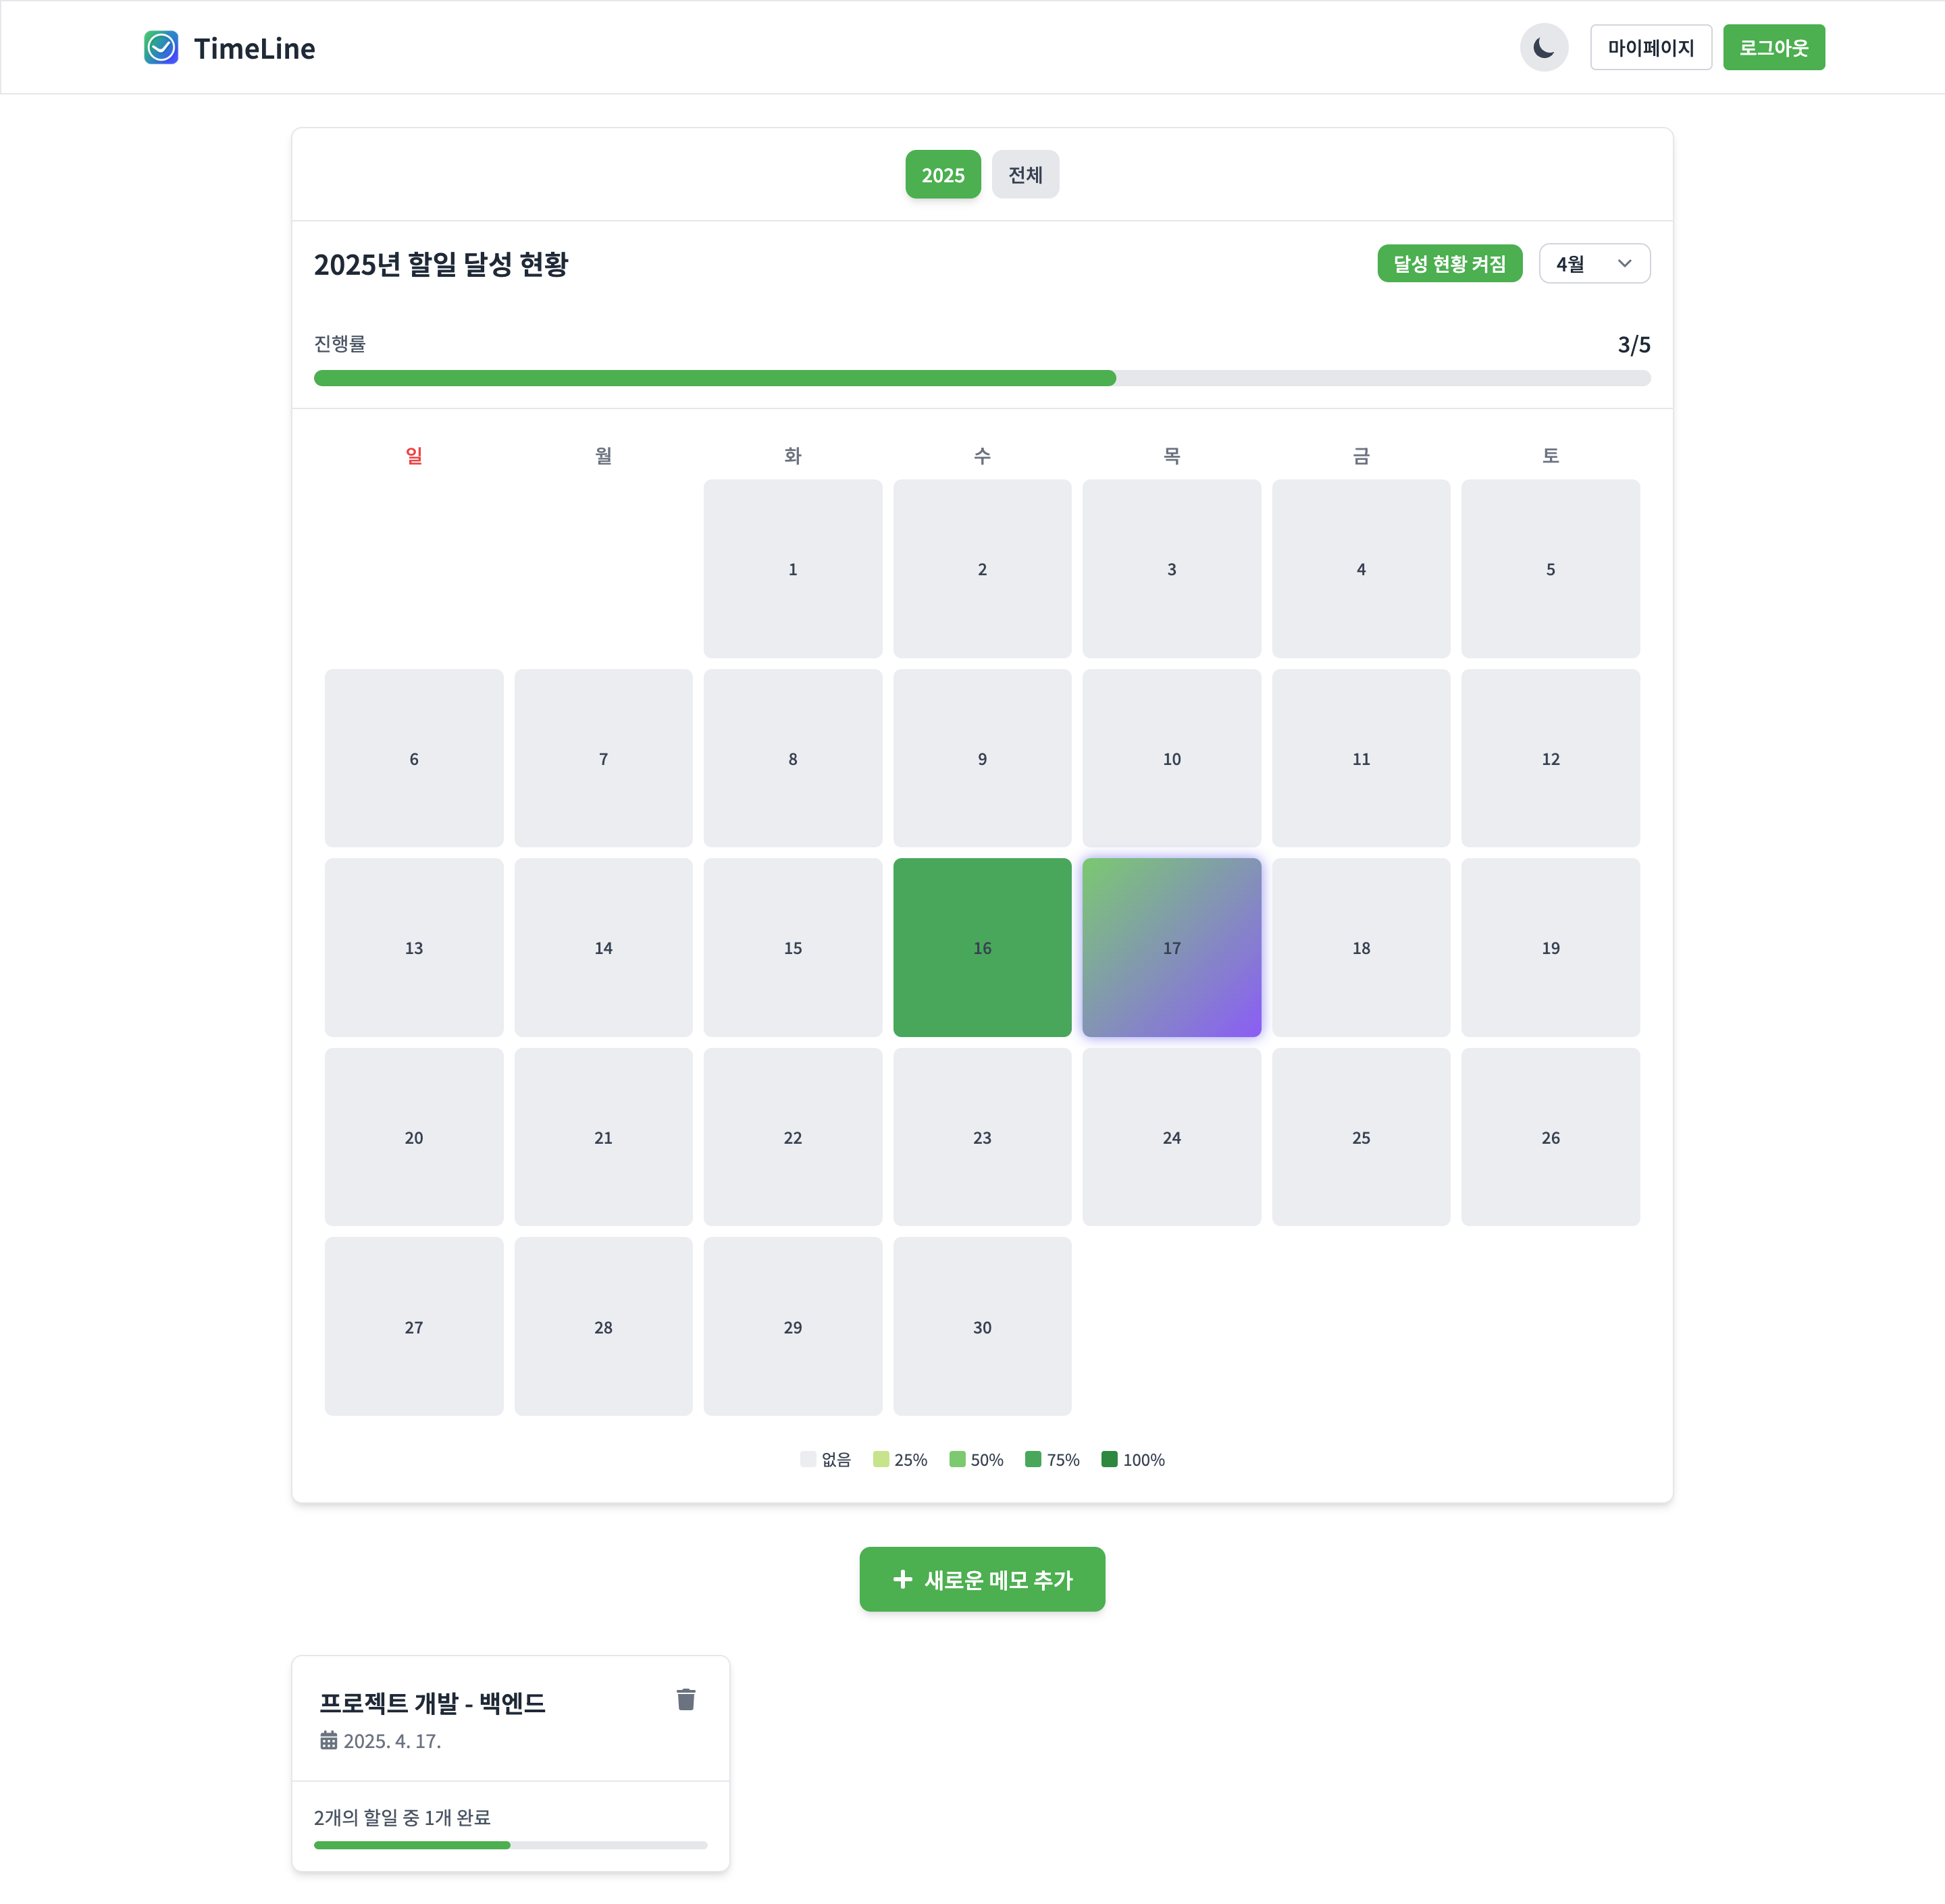 TimeLine
마이페이지
로그아웃
2025
전체
2025년 할일 달성 현황
달성 현황 켜짐
4월
진행률
3/5
일 월 화 수 목 금 토
1 2 3 4 5
6 7 8 9 10 11 12
13 14 15 16 17 18 19
20 21 22 23 24 25 26
27 28 29 30
없음 25% 50% 75% 100%
새로운 메모 추가
프로젝트 개발 - 백엔드
2025. 4. 17.
2개의 할일 중 1개 완료